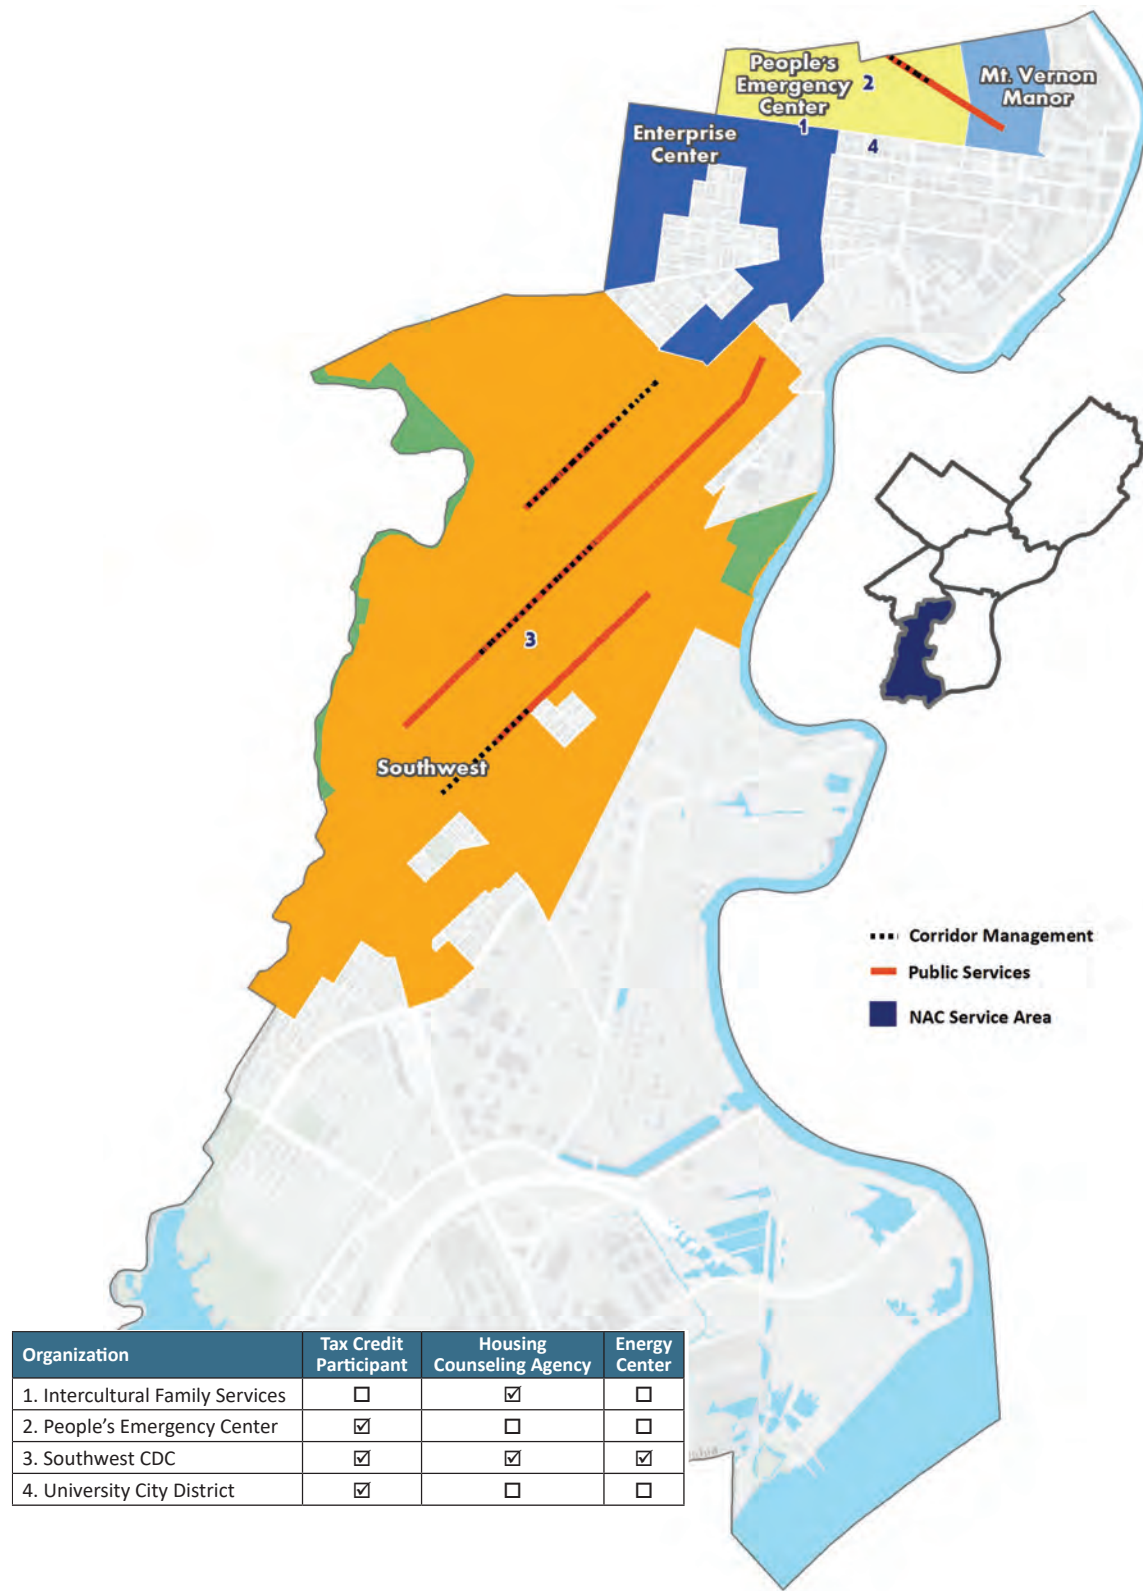 People's
Emergency
Center
2
Mt. Vernon
Manor
1
Enterprise
Center
4
3
Southwest
Corridor Management
Public Services
NAC Service Area
Organization
Tax Credit
Participant
Housing
Counseling Agency
Energy
Center
1. Intercultural Family Services ☐ ☑ ☐
2. People’s Emergency Center ☑ ☐ ☐
3. Southwest CDC ☑ ☑ ☑
4. University City District ☑ ☐ ☐